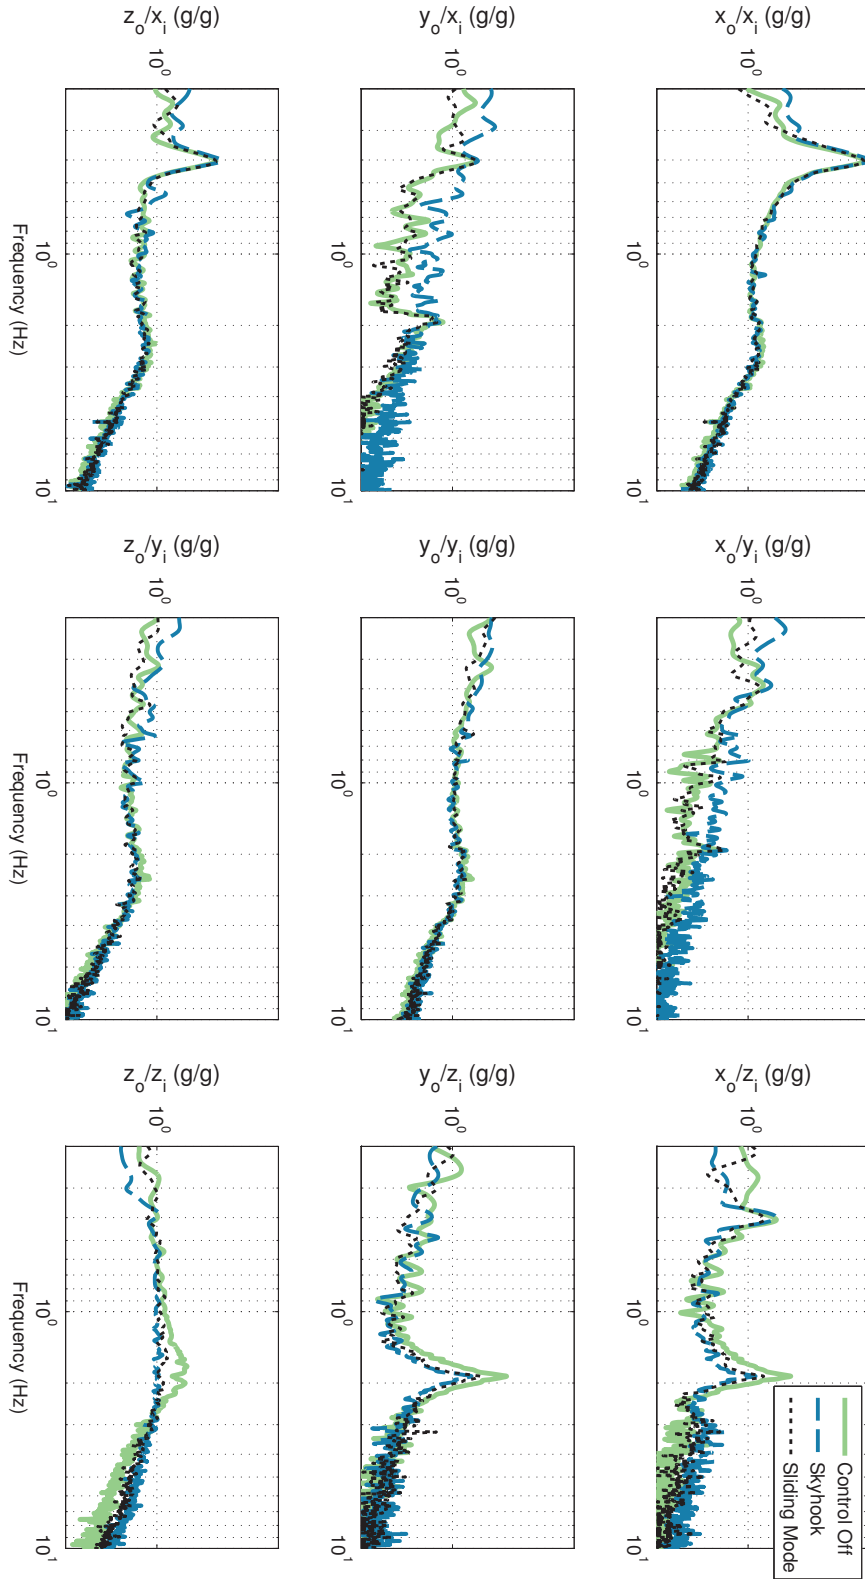 x_o/x_i (g/g)
10^0
x_o/y_i (g/g)
10^0
x_o/z_i (g/g)
10^0
Control Off
Skyhook
Sliding Mode
y_o/x_i (g/g)
10^0
10^0
10^1
y_o/y_i (g/g)
10^0
10^0
10^1
y_o/z_i (g/g)
10^0
10^0
10^1
z_o/x_i (g/g)
10^0
10^0
10^1
Frequency (Hz)
z_o/y_i (g/g)
10^0
10^0
10^1
Frequency (Hz)
z_o/z_i (g/g)
10^0
10^0
10^1
Frequency (Hz)
10^0
10^1
10^0
10^1
10^0
10^1